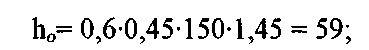 hₒ= 0,6·0,45·150·1,45 = 59;